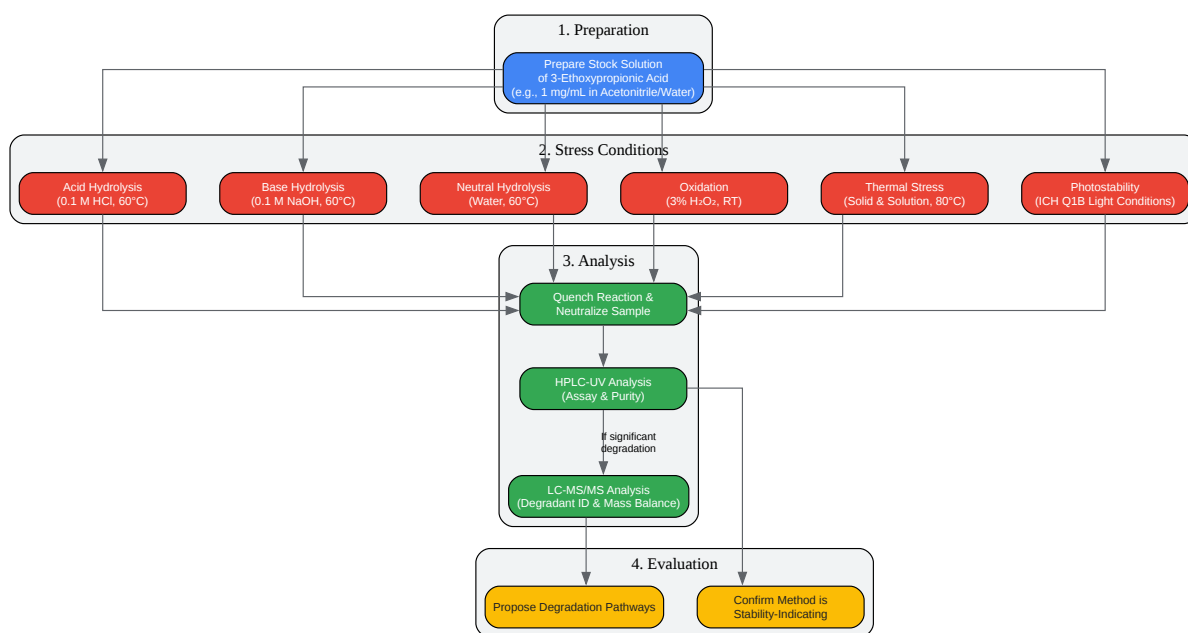 1. Preparation
Prepare Stock Solution
of 3-Ethoxypropionic Acid
(e.g., 1 mg/mL in Acetonitrile/Water)
2. Stress Conditions
Acid Hydrolysis
(0.1 M HCl, 60°C)
Base Hydrolysis
(0.1 M NaOH, 60°C)
Neutral Hydrolysis
(Water, 60°C)
Oxidation
(3% H₂O₂, RT)
Thermal Stress
(Solid & Solution, 80°C)
Photostability
(ICH Q1B Light Conditions)
3. Analysis
Quench Reaction &
Neutralize Sample
HPLC-UV Analysis
(Assay & Purity)
If significant
degradation
LC-MS/MS Analysis
(Degradant ID & Mass Balance)
4. Evaluation
Propose Degradation Pathways
Confirm Method is
Stability-Indicating